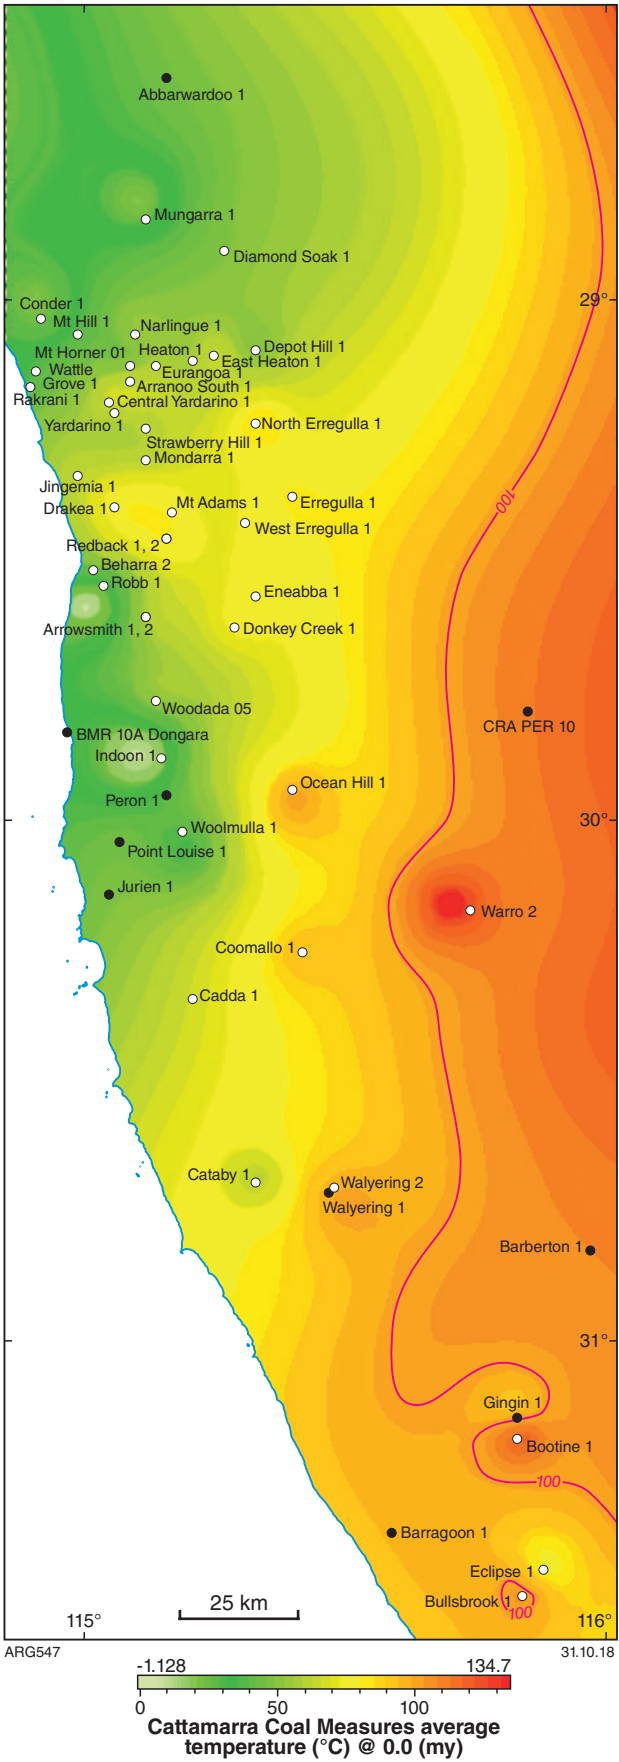 Abbarwardoo 1
Mungarra 1
Diamond Soak 1
29°
Conder 1
Mt Hill 1
Narlingue 1
Mt Horner 01
Heaton 1
Depot Hill 1
East Heaton 1
Wattle
Grove 1
Eurangoa 1
Arranoo South 1
Rakrani 1
Central Yardarino 1
Yardarino 1
North Erregulla 1
Strawberry Hill 1
Mondarra 1
Jingemia 1
Drakea 1
Mt Adams 1
Erregulla 1
100
West Erregulla 1
Redback 1, 2
Beharra 2
Robb 1
Eneabba 1
Arrowsmith 1, 2
Donkey Creek 1
Woodada 05
CRA PER 10
BMR 10A Dongara
Indoon 1
Ocean Hill 1
Peron 1
30°
Woolmulla 1
Point Louise 1
Jurien 1
Warro 2
Coomallo 1
Cadda 1
Cataby 1
Walyering 2
Walyering 1
Barberton 1
31°
Gingin 1
Bootine 1
100
Barragoon 1
Eclipse 1
Bullsbrook 1
100
25 km
115°
116°
ARG547
31.10.18
-1.128
134.7
0
50
100
Cattamarra Coal Measures average
temperature (°C) @ 0.0 (my)